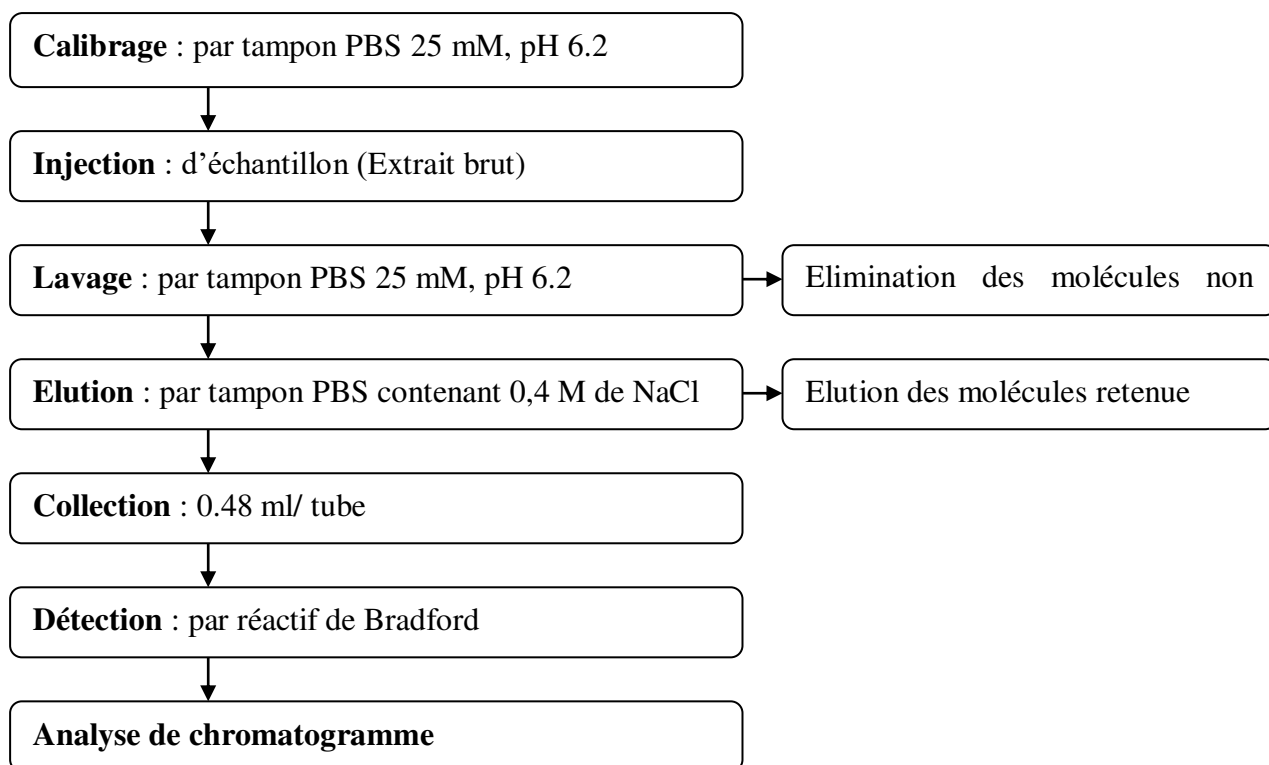 Calibrage : par tampon PBS 25 mM, pH 6.2
Injection : d’échantillon (Extrait brut)
Lavage : par tampon PBS 25 mM, pH 6.2
Elimination des molécules non
Elution : par tampon PBS contenant 0,4 M de NaCl
Elution des molécules retenue
Collection : 0.48 ml/ tube
Détection : par réactif de Bradford
Analyse de chromatogramme